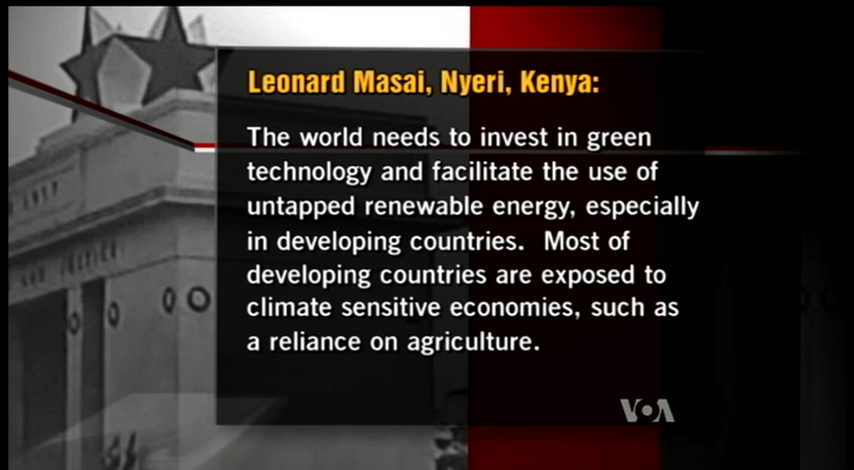 Leonard Masai, Nyeri, Kenya:
The world needs to invest in green
technology and facilitate the use of
untapped renewable energy, especially
in developing countries.  Most of
developing countries are exposed to
climate sensitive economies, such as
a reliance on agriculture.
VOA
AND JUSTICE